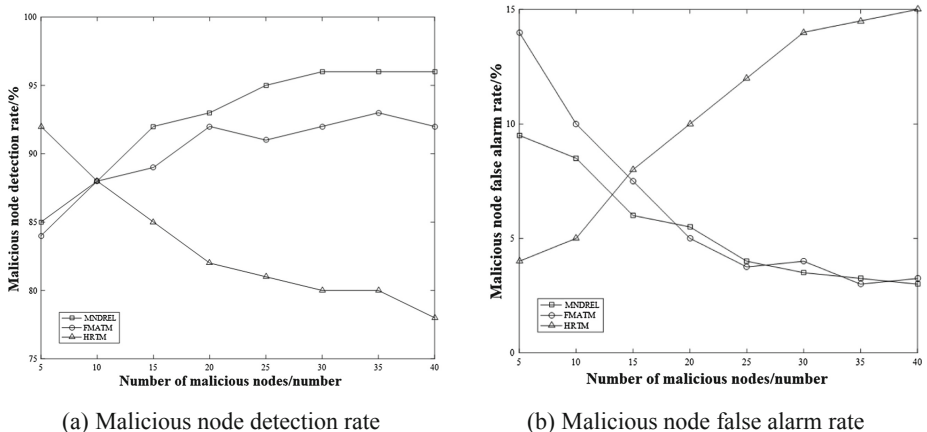 100
95
90
85
80
75
5
10
15
20
25
30
35
40
Malicious node detection rate/%
Number of malicious nodes/number
MNDREL
FMATM
HRTM
(a) Malicious node detection rate
15
10
5
0
5
10
15
20
25
30
35
40
Malicious node false alarm rate/%
Number of malicious nodes/number
MNDREL
FMATM
HRTM
(b) Malicious node false alarm rate